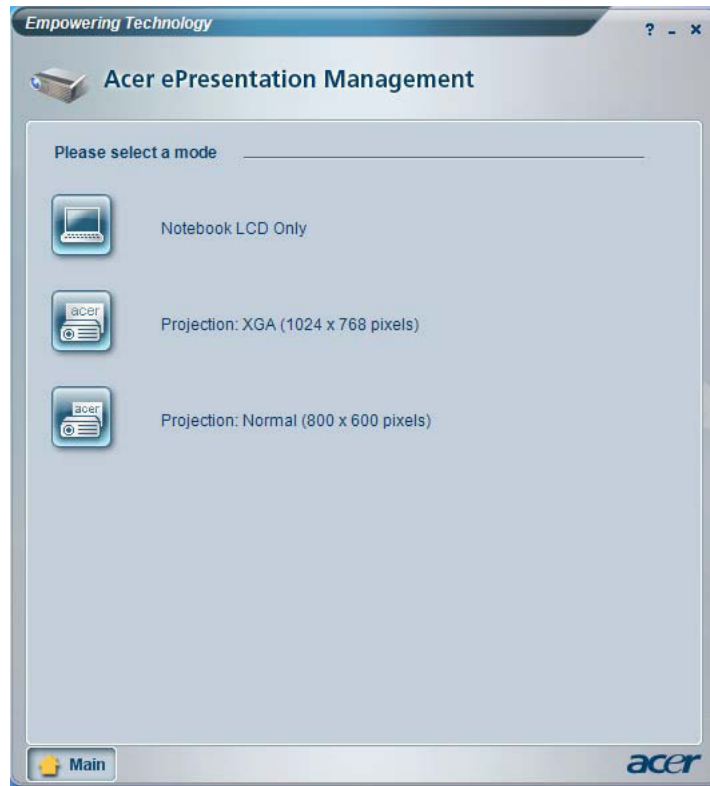 Empowering Technology
? - ×
Acer ePresentation Management
Please select a mode
Notebook LCD Only
acer
Projection: XGA (1024 x 768 pixels)
acer
Projection: Normal (800 x 600 pixels)
Main
acer